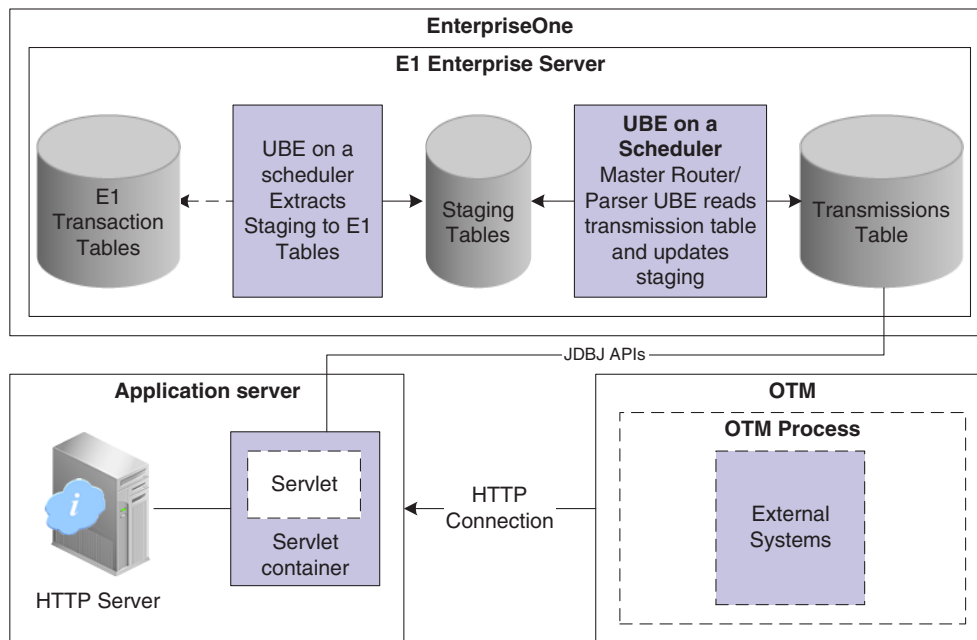 EnterpriseOne
E1 Enterprise Server
E1
Transaction
Tables
UBE on a
scheduler
Extracts
Staging to E1
Tables
Staging
Tables
UBE on a
Scheduler
Master Router/
Parser UBE reads
transmission table
and updates
staging
Transmissions
Table
JDBJ APIs
Application server
HTTP Server
i
Servlet
Servlet
container
HTTP
Connection
OTM
OTM Process
External
Systems